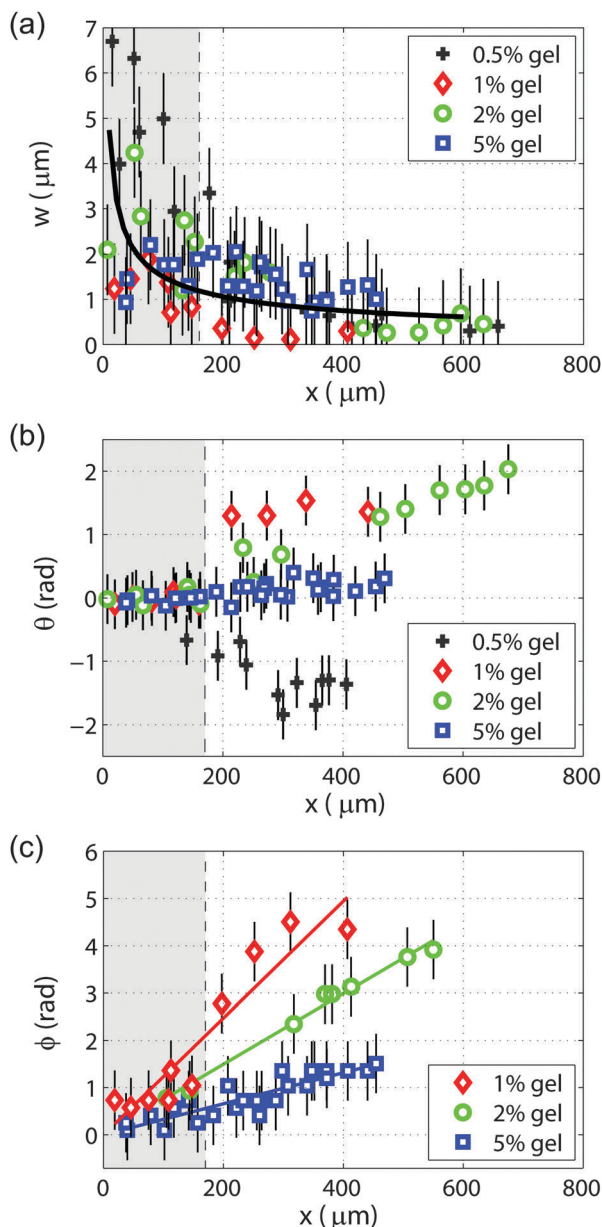 (a)
7
6
5
4
3
2
1
0
w ( μm)
0.5% gel
1% gel
2% gel
5% gel
0 200 400 600 800
x ( μm)
(b)
2
1
0
−1
−2
θ (rad)
0.5% gel
1% gel
2% gel
5% gel
0 200 400 600 800
x ( μm)
(c)
6
5
4
3
2
1
0
ϕ (rad)
1% gel
2% gel
5% gel
0 200 400 600 800
x ( μm)